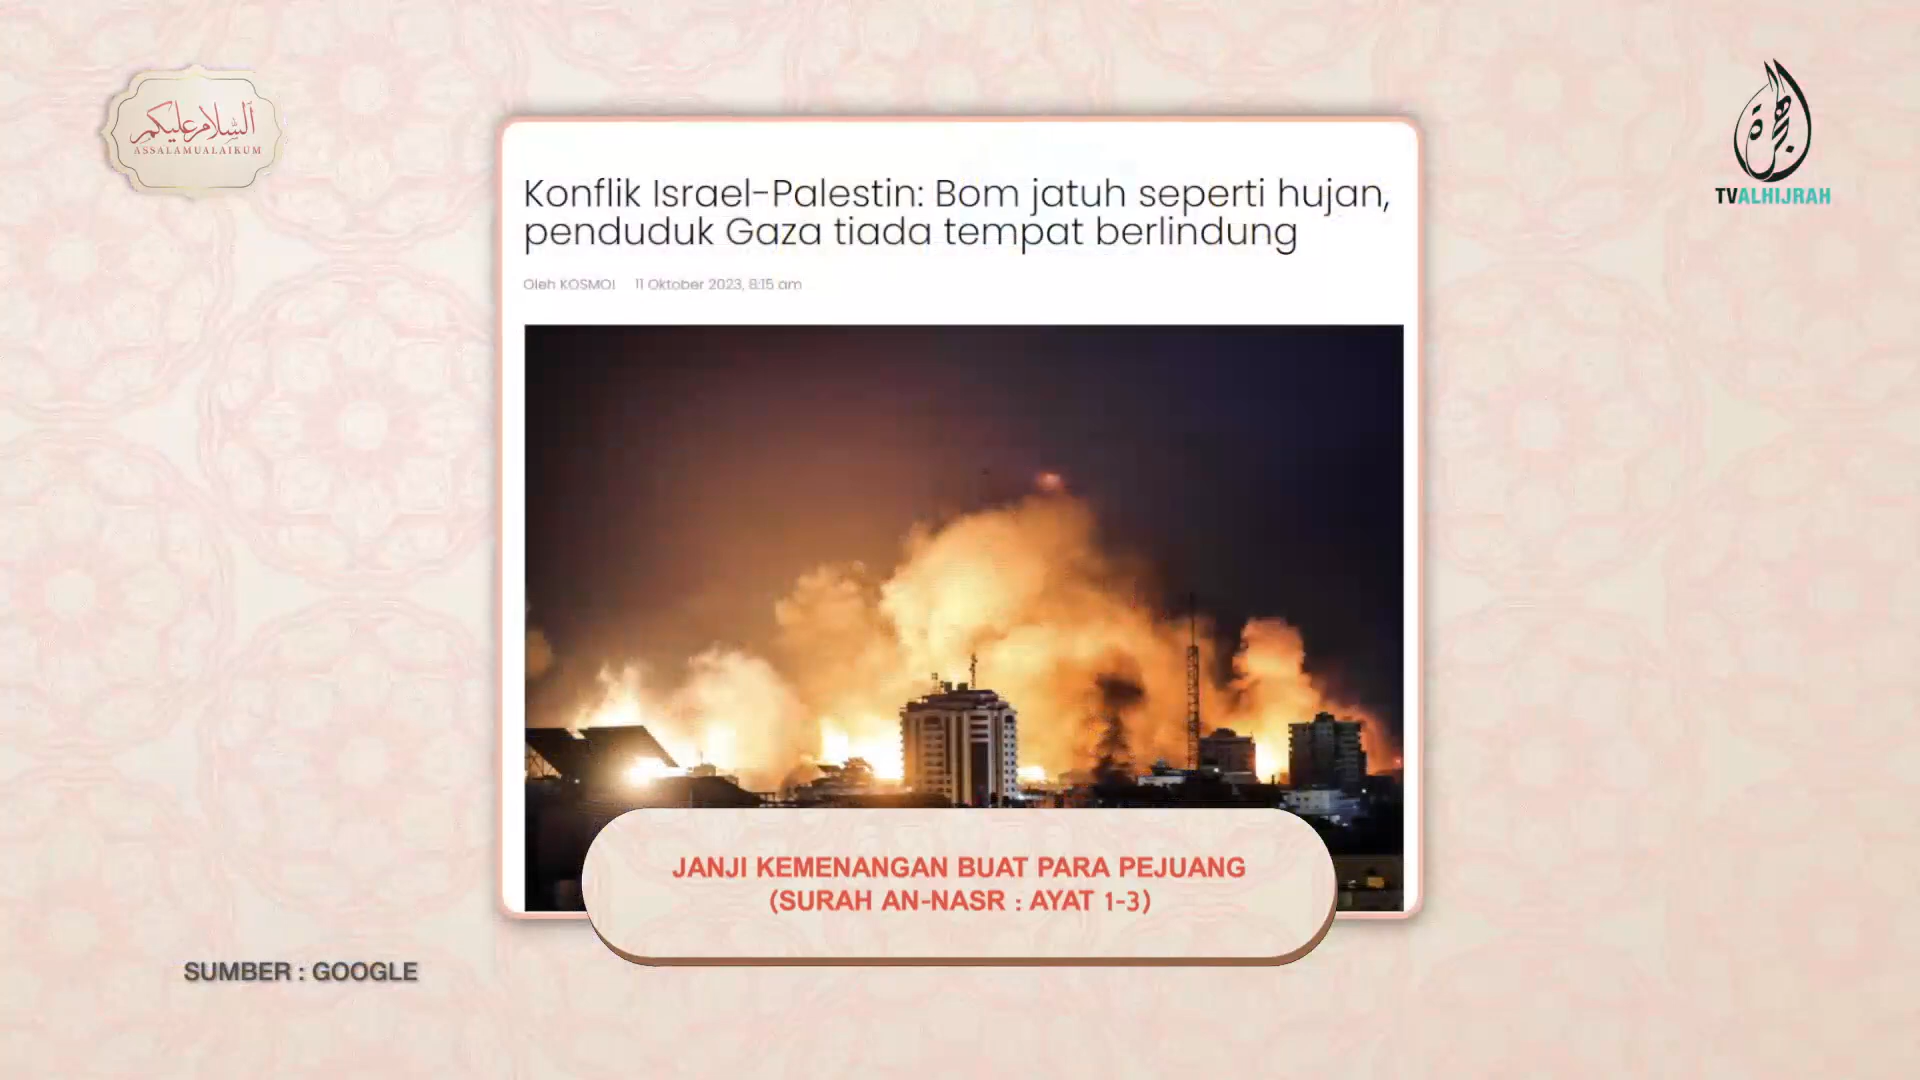 السلام عليكم
ASSALAMUALAIKUM
هجرة
TVALHIJRAH
Konflik Israel-Palestin: Bom jatuh seperti hujan,
penduduk Gaza tiada tempat berlindung
Oleh KOSMO! 11 Oktober 2023, 8:15 am
JANJI KEMENANGAN BUAT PARA PEJUANG
(SURAH AN-NASR : AYAT 1-3)
SUMBER : GOOGLE